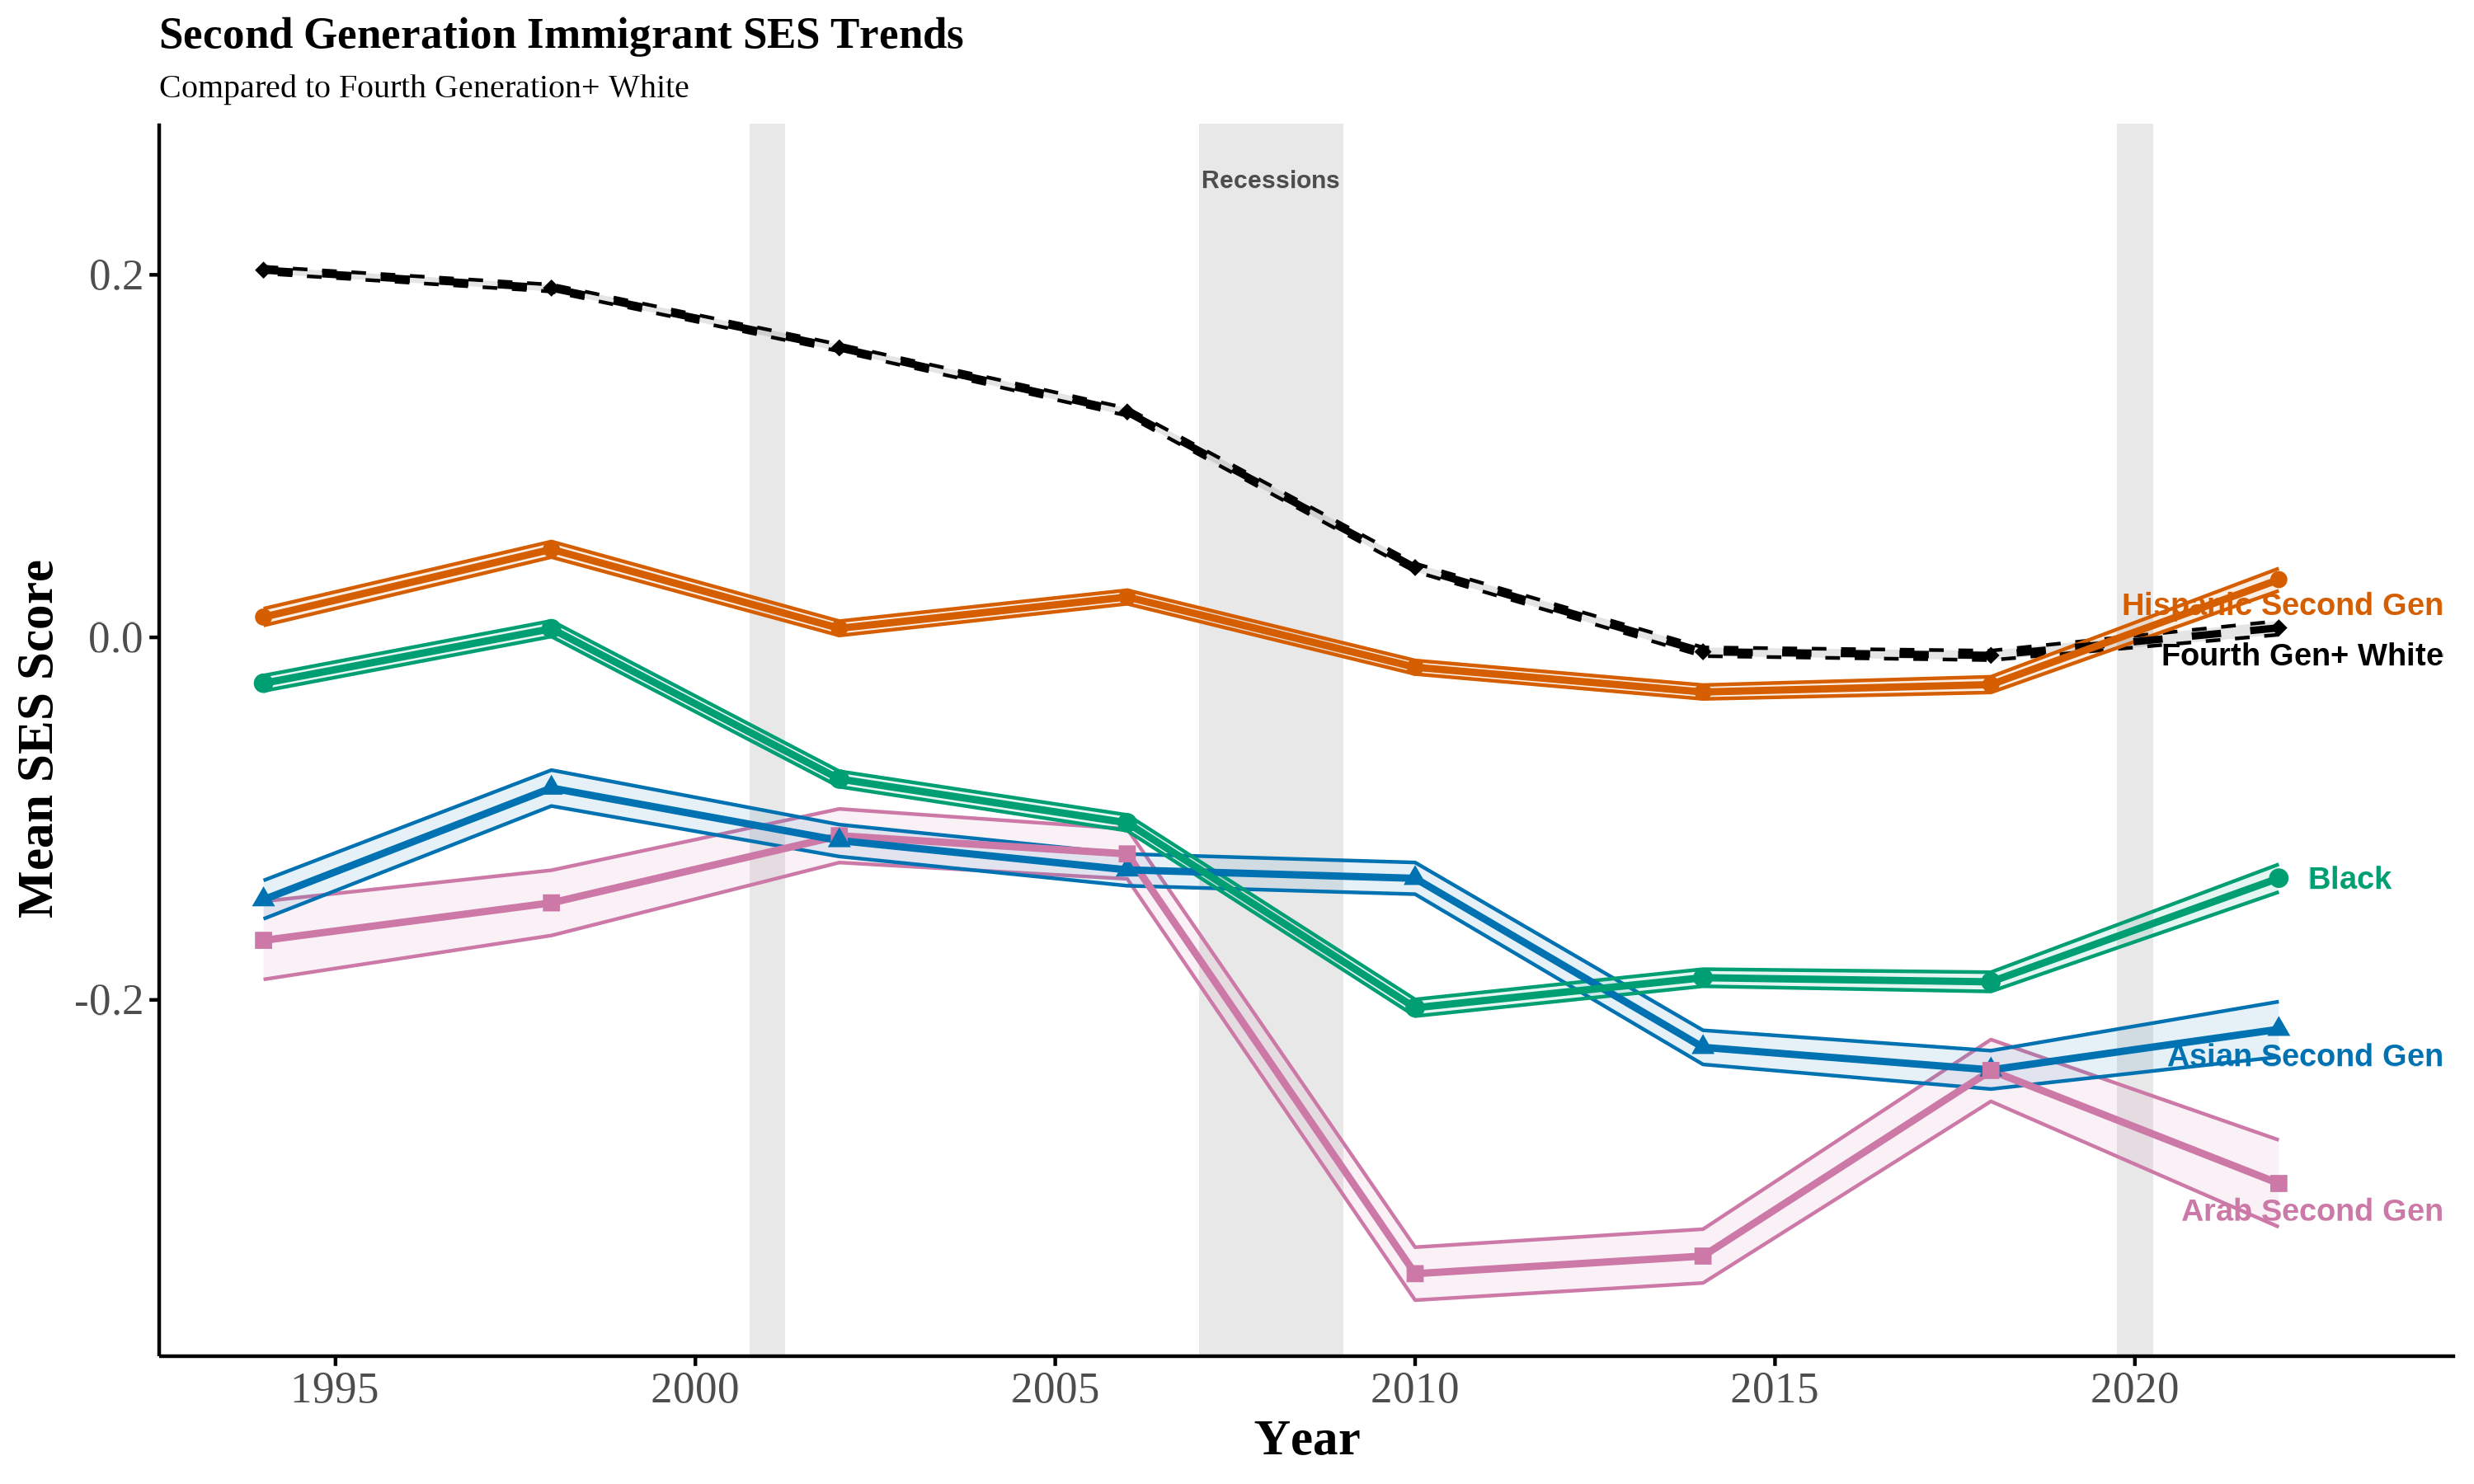 Second Generation Immigrant SES Trends
Compared to Fourth Generation+ White
Recessions
0.2
0.0
-0.2
Mean SES Score
Hispanic Second Gen
Fourth Gen+ White
Black
Asian Second Gen
Arab Second Gen
1995 2000 2005 2010 2015 2020
Year